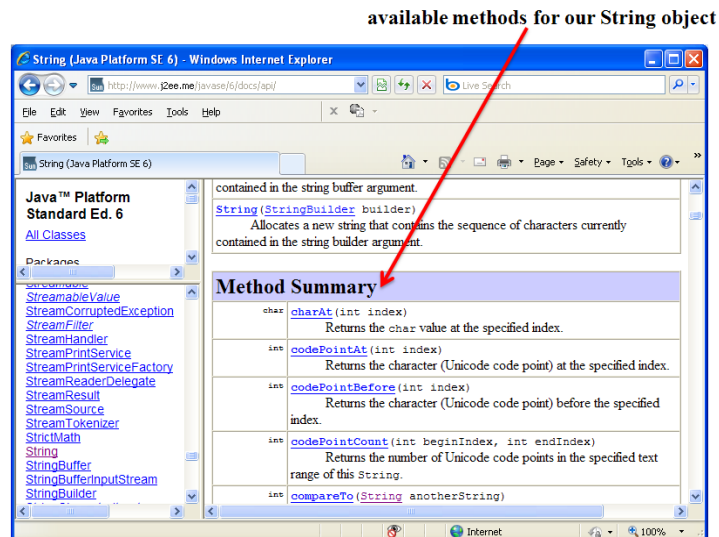 available methods for our String object
String (Java Platform SE 6) - Windows Internet Explorer
http://www.j2ee.me/javase/6/docs/api/
Live Search
File Edit View Favorites Tools Help
Favorites
String (Java Platform SE 6)
Page Safety Tools
Java™ Platform
Standard Ed. 6
All Classes
Packages
Streamable
StreamableValue
StreamCorruptedException
StreamFilter
StreamHandler
StreamPrintService
StreamPrintServiceFactory
StreamReaderDelegate
StreamResult
StreamSource
StreamTokenizer
StrictMath
String
StringBuffer
StringBufferInputStream
StringBuilder
contained in the string buffer argument.
String(StringBuilder builder)
Allocates a new string that contains the sequence of characters currently
contained in the string builder argument.
Method Summary
char charAt(int index)
Returns the char value at the specified index.
int codePointAt(int index)
Returns the character (Unicode code point) at the specified index.
int codePointBefore(int index)
Returns the character (Unicode code point) before the specified
index.
int codePointCount(int beginIndex, int endIndex)
Returns the number of Unicode code points in the specified text
range of this String.
int compareTo(String anotherString)
Internet 100%